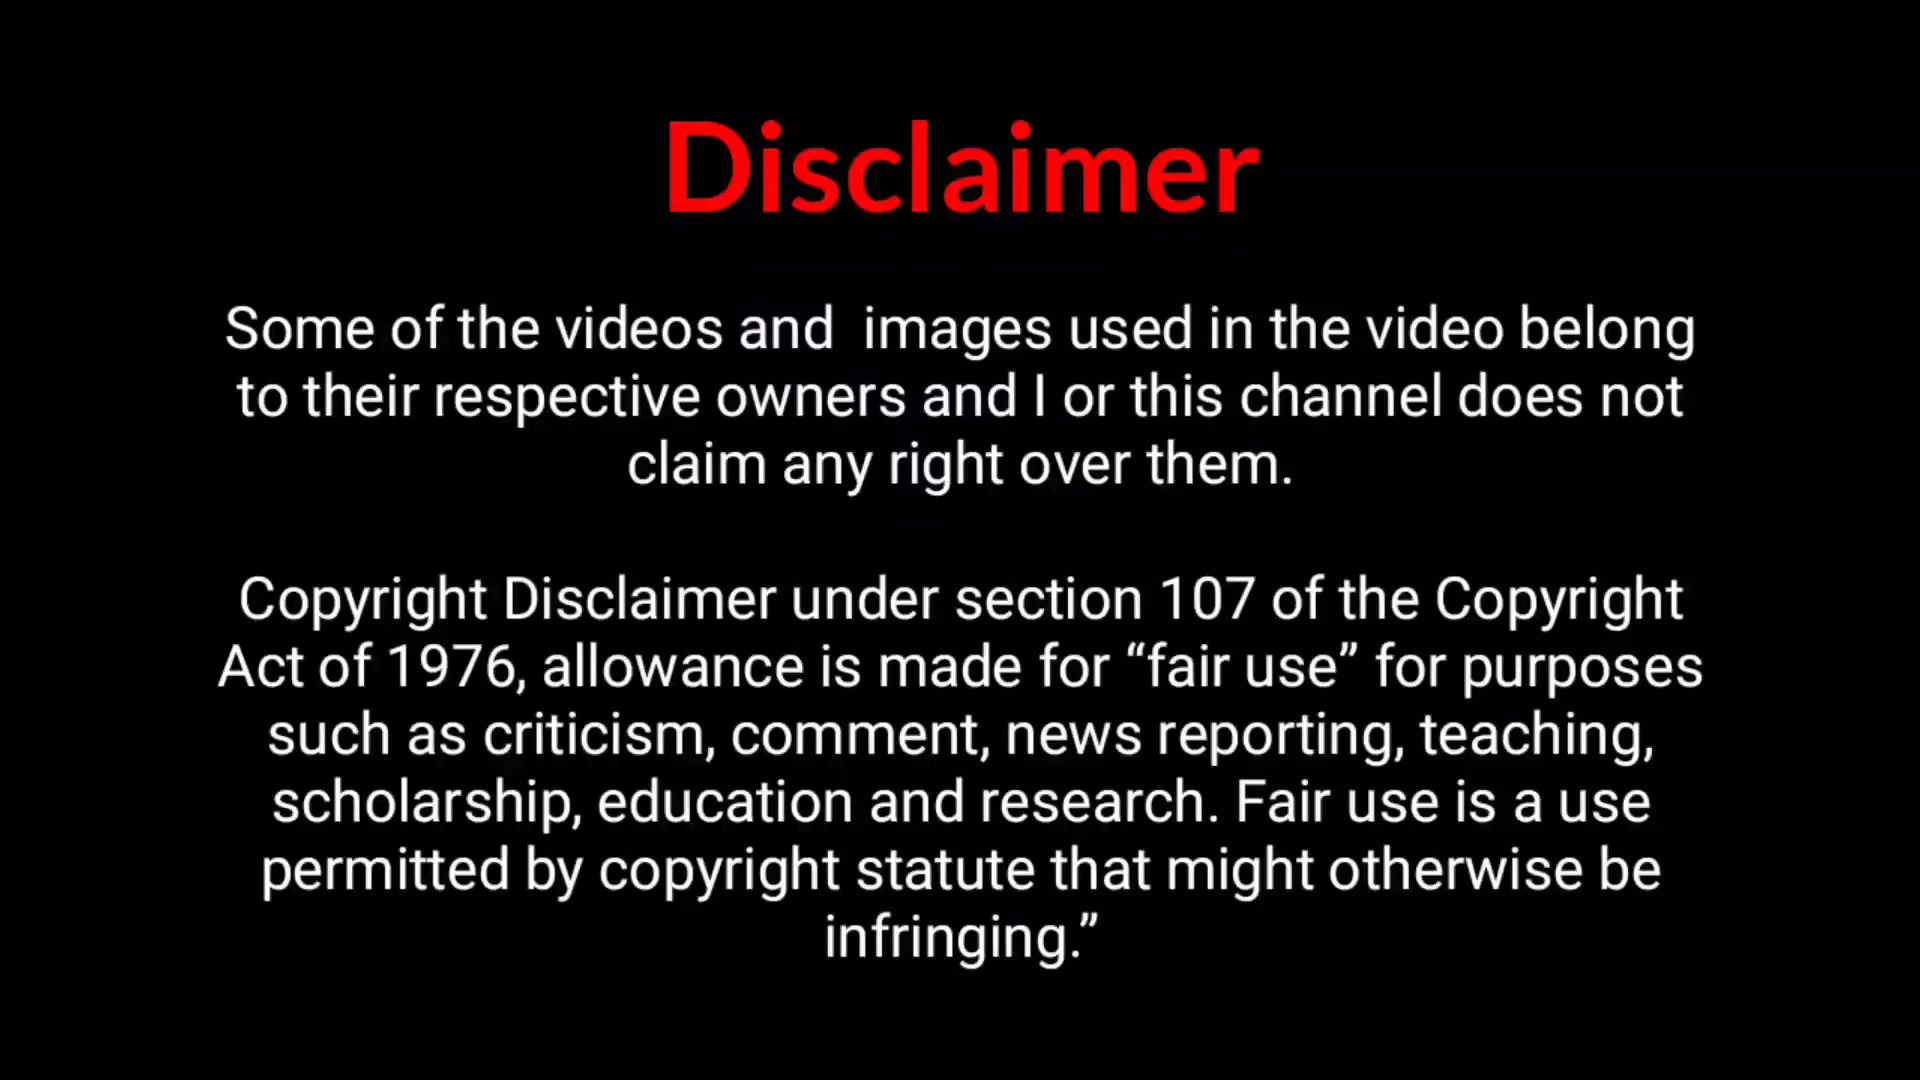 Disclaimer
Some of the videos and  images used in the video belong
to their respective owners and I or this channel does not
claim any right over them.
Copyright Disclaimer under section 107 of the Copyright
Act of 1976, allowance is made for “fair use” for purposes
such as criticism, comment, news reporting, teaching,
scholarship, education and research. Fair use is a use
permitted by copyright statute that might otherwise be
infringing.”